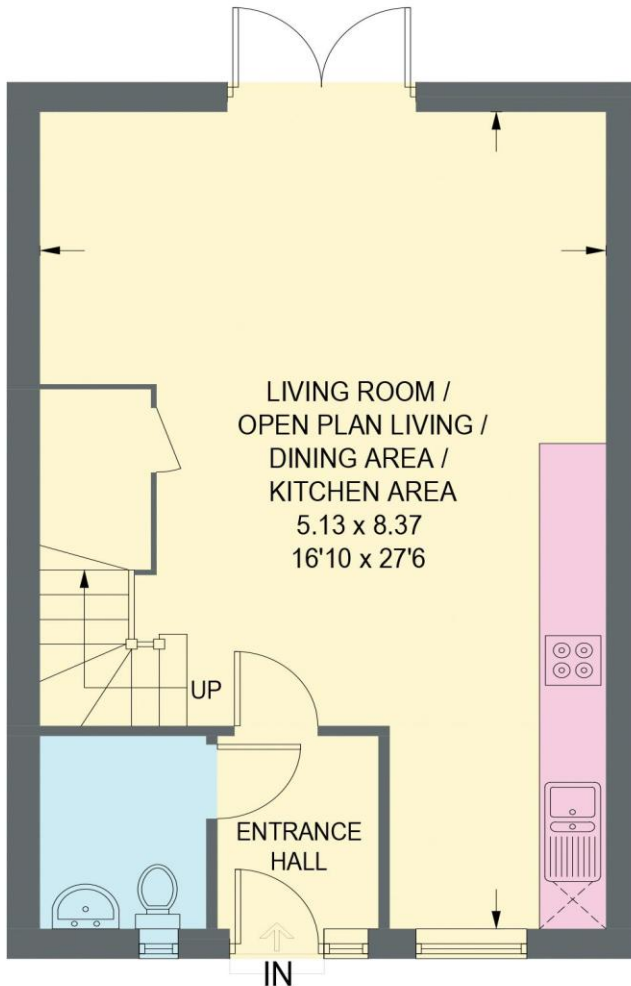 LIVING ROOM /
OPEN PLAN LIVING /
DINING AREA /
KITCHEN AREA
5.13 x 8.37
16'10 x 27'6
UP
ENTRANCE
HALL
IN